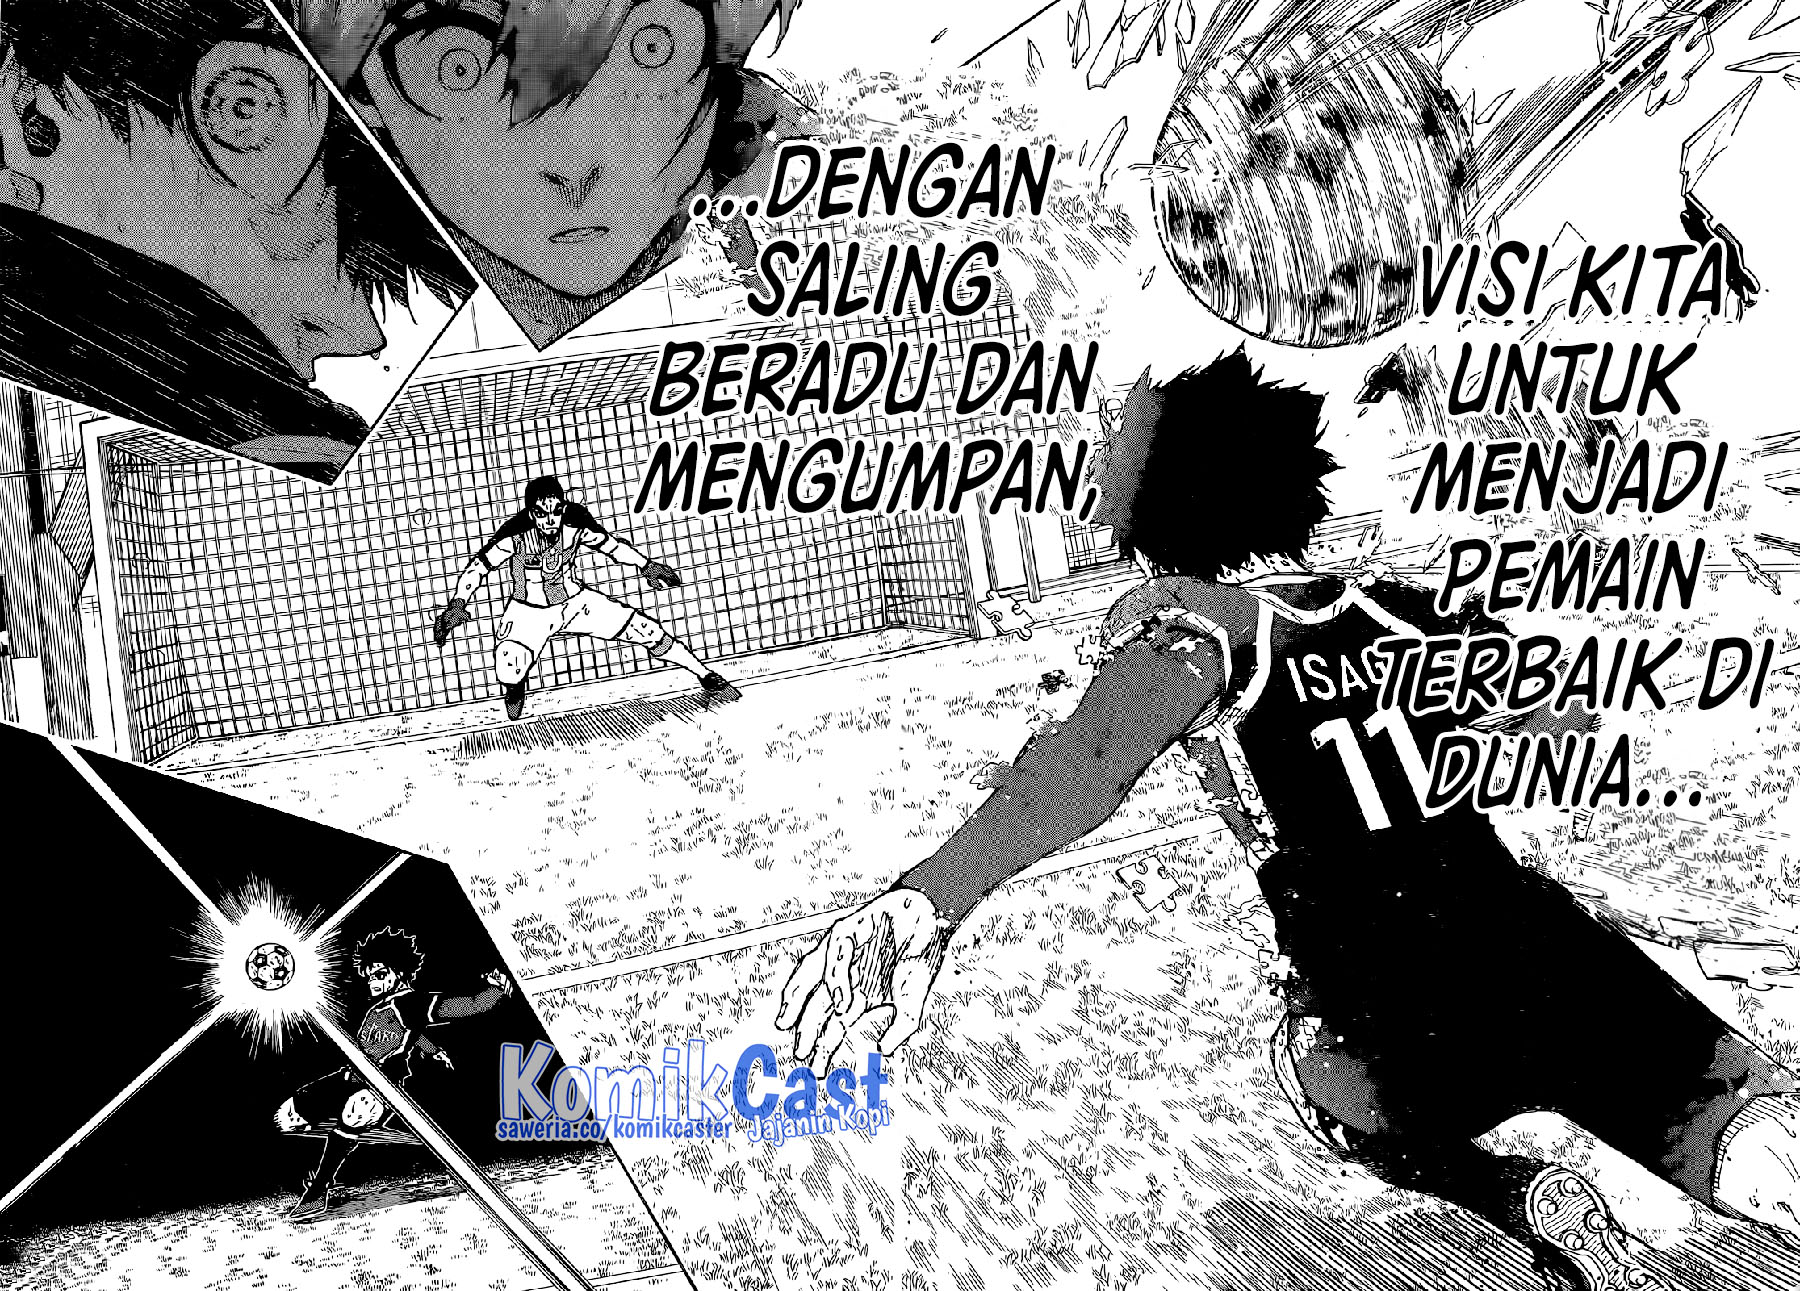 VISI KITA
UNTUK
MENJADI
PEMAIN
TERBAIK DI
DUNIA...
...DENGAN
SALING
BERADU DAN
MENGUMPAN,
ISAG
11
KomikCast
saweria.co/komikcaster Jajanin Kopi